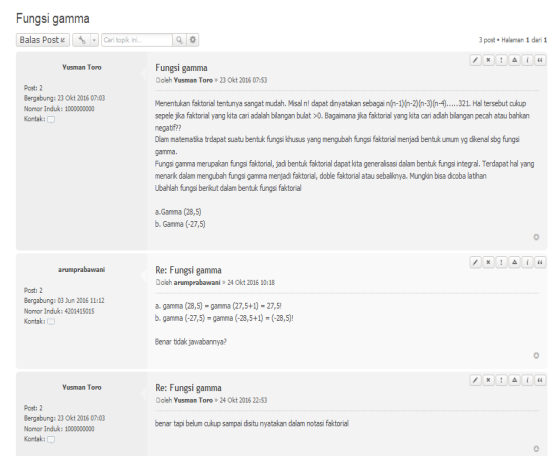 Fungsi gamma
Balas Post
Cari topik ini...
3 post • Halaman 1 dari 1
Yusman Toro
Post: 2
Bergabung: 23 Okt 2016 07:03
Nomor Induk: 1000000000
Kontak:
Fungsi gamma
oleh Yusman Toro » 23 Okt 2016 07:53
Menentukan faktorial tentunya sangat mudah. Misal n! dapat dinyatakan sebagai n(n-1)(n-2)(n-3)(n-4).....321. Hal tersebut cukup
sepele jika faktorial yang kita cari adalah bilangan bulat >0. Bagaimana jika faktorial yang kita cari adlah bilangan pecah atau bahkan
negatif??
Dlam matematika trdapat suatu bentuk fungsi khusus yang mengubah fungsi faktorial menjadi bentuk umum yg dikenal sbg fungsi
gamma.
Fungsi gamma merupakan fungsi faktorial, jadi bentuk faktorial dapat kita generalisasi dalam bentuk fungsi integral. Terdapat hal yang
menarik dalam mengubah fungsi gamma menjadi faktorial, doble faktorial atau sebaliknya. Mungkin bisa dicoba latihan
Ubahlah fungsi berikut dalam bentuk fungsi faktorial
a.Gamma (28,5)
b. Gamma (-27,5)
arumprabawani
Post: 2
Bergabung: 03 Jun 2016 11:12
Nomor Induk: 4201415015
Kontak:
Re: Fungsi gamma
oleh arumprabawani » 24 Okt 2016 10:18
a. gamma (28,5) = gamma (27,5+1) = 27,5!
b. gamma (-27,5) = gamma (-28,5+1) = (-28,5)!
Benar tidak jawabannya?
Yusman Toro
Post: 2
Bergabung: 23 Okt 2016 07:03
Nomor Induk: 1000000000
Kontak:
Re: Fungsi gamma
oleh Yusman Toro » 24 Okt 2016 22:53
benar tapi belum cukup sampai disitu nyatakan dalam notasi faktorial